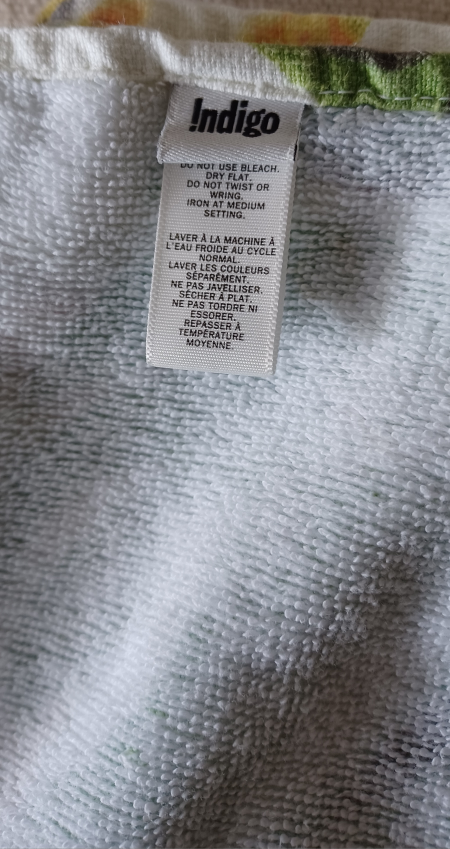 !ndigo
DO NOT USE BLEACH.
DRY FLAT.
DO NOT TWIST OR
WRING.
IRON AT MEDIUM
SETTING.
LAVER À LA MACHINE À
L'EAU FROIDE AU CYCLE
NORMAL.
LAVER LES COULEURS
SÉPARÉMENT.
NE PAS JAVELLISER.
SÉCHER À PLAT.
NE PAS TORDRE NI
ESSORER.
REPASSER À
TEMPÉRATURE
MOYENNE.